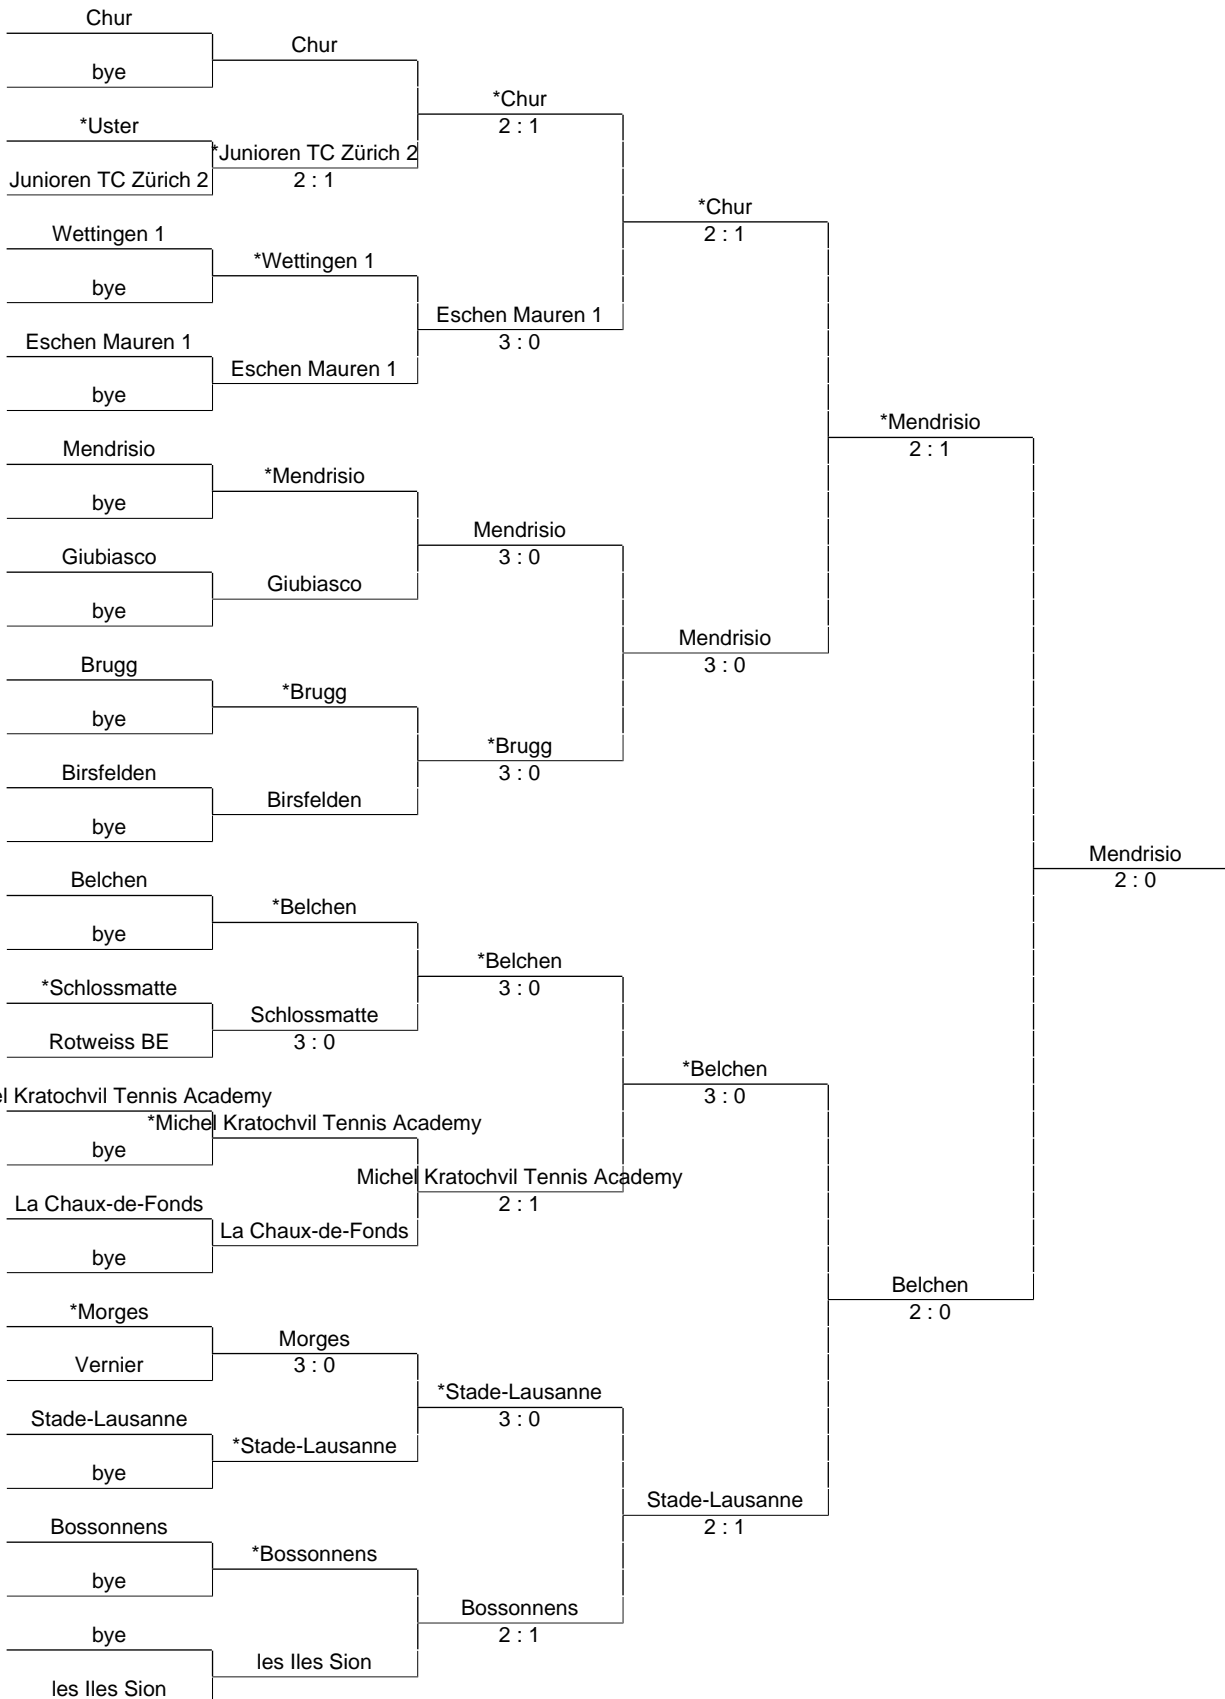 Chur
Chur
bye
*Chur
2 : 1
*Uster
*Junioren TC Zürich 2
Junioren TC Zürich 2
2 : 1
*Chur
2 : 1
Wettingen 1
*Wettingen 1
bye
Eschen Mauren 1
3 : 0
Eschen Mauren 1
Eschen Mauren 1
bye
*Mendrisio
2 : 1
Mendrisio
*Mendrisio
bye
Mendrisio
3 : 0
Giubiasco
Giubiasco
bye
Mendrisio
3 : 0
Brugg
*Brugg
bye
*Brugg
3 : 0
Birsfelden
Birsfelden
bye
Mendrisio
2 : 0
Belchen
*Belchen
bye
*Belchen
3 : 0
*Schlossmatte
Schlossmatte
Rotweiss BE
3 : 0
*Belchen
3 : 0
el Kratochvil Tennis Academy
*Michel Kratochvil Tennis Academy
bye
Michel Kratochvil Tennis Academy
2 : 1
La Chaux-de-Fonds
La Chaux-de-Fonds
bye
Belchen
2 : 0
*Morges
Morges
Vernier
3 : 0
*Stade-Lausanne
3 : 0
Stade-Lausanne
*Stade-Lausanne
bye
Stade-Lausanne
2 : 1
Bossonnens
*Bossonnens
bye
Bossonnens
2 : 1
bye
les Iles Sion
les Iles Sion